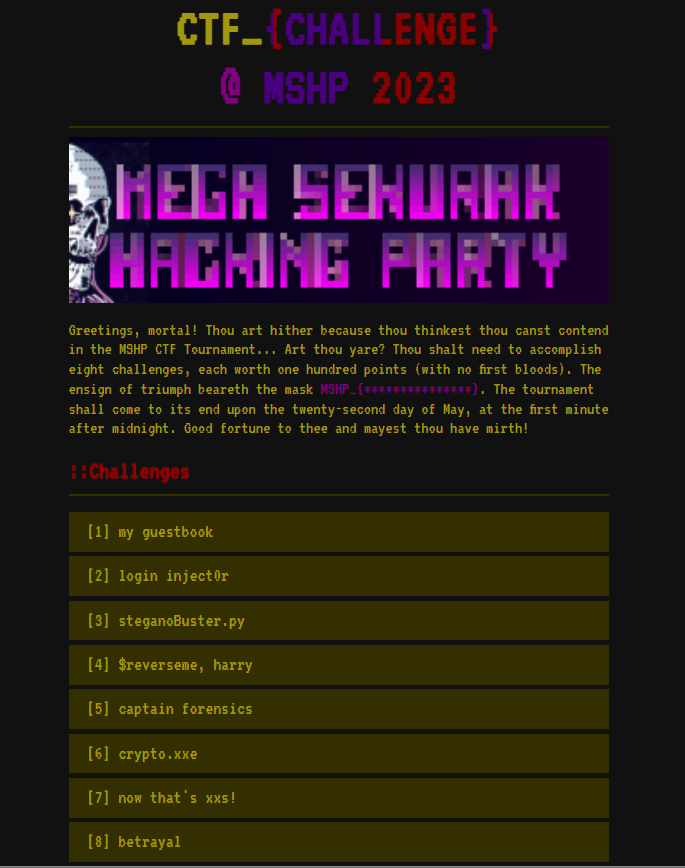 CTF_{CHALLENGE}
@ MSHP 2023
MEGA SEKURAK
HACKING PARTY
Greetings, mortal! Thou art hither because thou thinkest thou canst contend
in the MSHP CTF Tournament... Art thou yare? Thou shalt need to accomplish
eight challenges, each worth one hundred points (with no first bloods). The
ensign of triumph beareth the mask MSHP_{***************}. The tournament
shall come to its end upon the twenty-second day of May, at the first minute
after midnight. Good fortune to thee and mayest thou have mirth!
::Challenges
[1] my guestbook
[2] login inject0r
[3] steganoBuster.py
[4] $reverseme, harry
[5] captain forensics
[6] crypto.xxe
[7] now that's xxs!
[8] betrayal